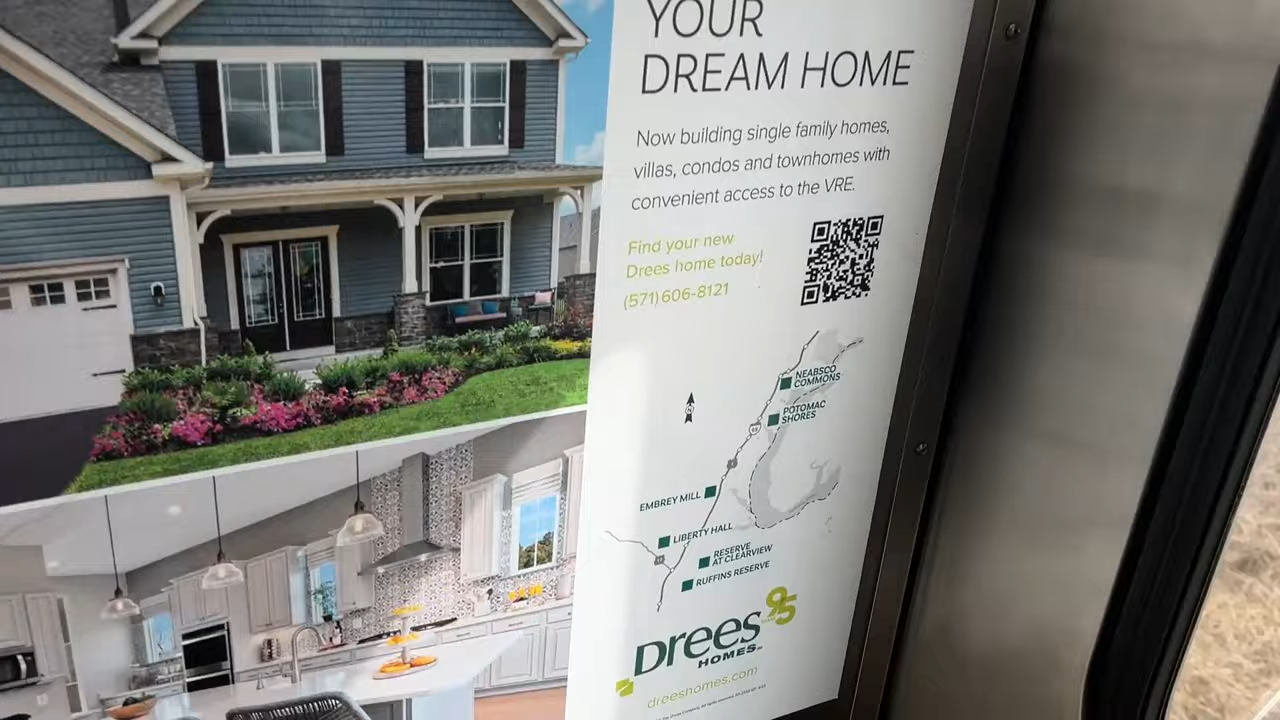 YOUR
DREAM HOME
Now building single family homes,
villas, condos and townhomes with
convenient access to the VRE.
Find your new
Drees home today!
(571) 606-8121
NEABSCO
COMMONS
POTOMAC
SHORES
N
95
EMBREY MILL
LIBERTY HALL
RESERVE
AT CLEARVIEW
RUFFINS RESERVE
95
Drees
HOMES
dreeshomes.com